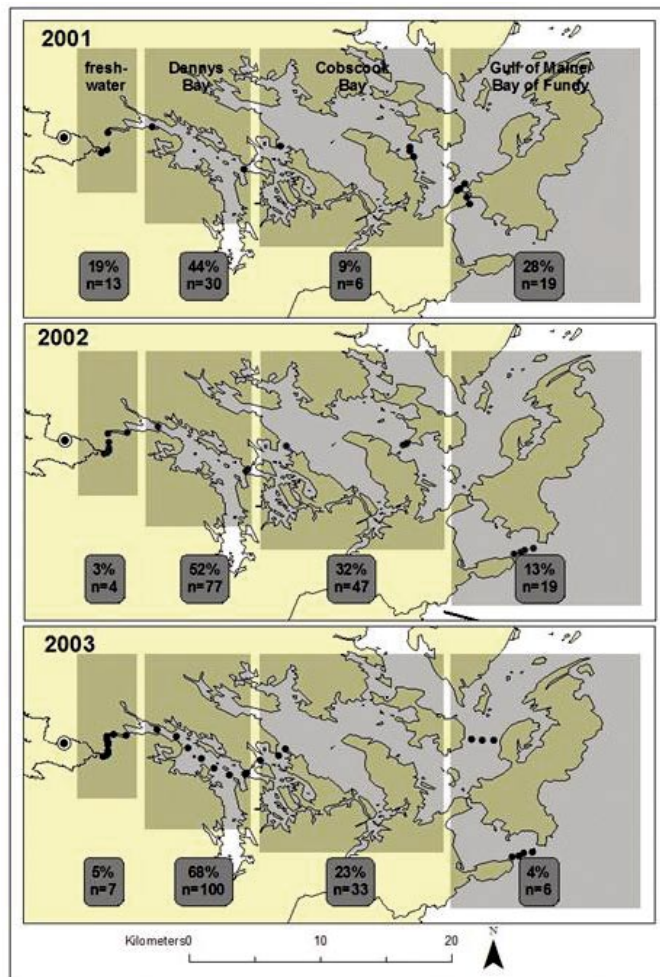 2001
fresh-
water
Dennys
Bay
Cobscook
Bay
Gulf of Maine/
Bay of Fundy
19%
n=13
44%
n=30
9%
n=6
28%
n=19
2002
3%
n=4
52%
n=77
32%
n=47
13%
n=19
2003
5%
n=7
68%
n=100
23%
n=33
4%
n=6
Kilometers 0 10 20
N